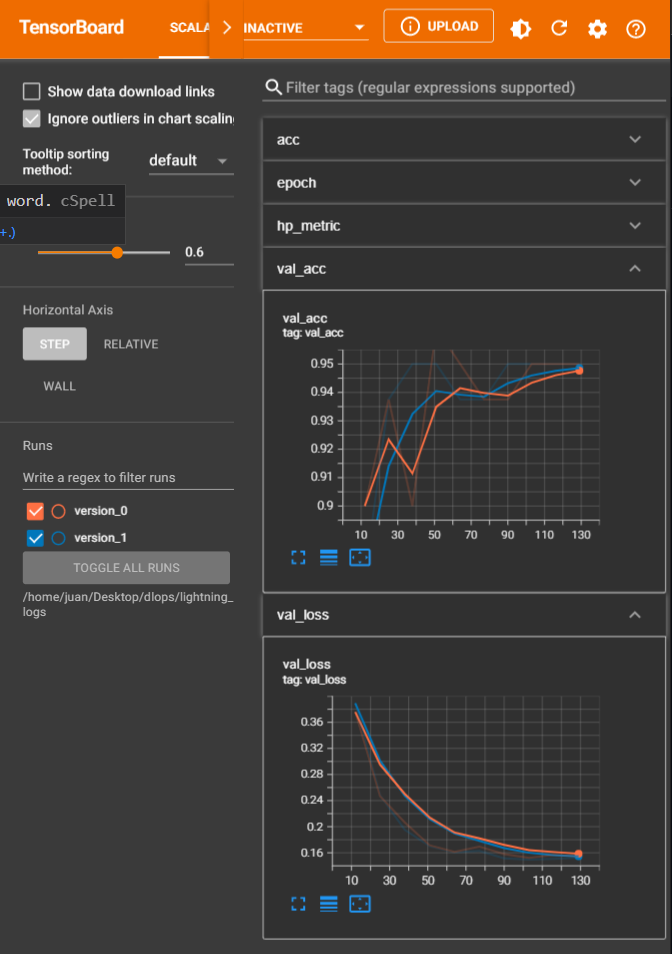 TensorBoard
SCALA
INACTIVE
UPLOAD
Show data download links
Ignore outliers in chart scalin
Tooltip sorting
method:
default
word. cSpell
+.)
0.6
Horizontal Axis
STEP
RELATIVE
WALL
Runs
Write a regex to filter runs
version_0
version_1
TOGGLE ALL RUNS
/home/juan/Desktop/dlops/lightning_
logs
Filter tags (regular expressions supported)
acc
epoch
hp_metric
val_acc
val_acc
tag: val_acc
0.95
0.94
0.93
0.92
0.91
0.9
10 30 50 70 90 110 130
val_loss
val_loss
tag: val_loss
0.36
0.32
0.28
0.24
0.2
0.16
10 30 50 70 90 110 130